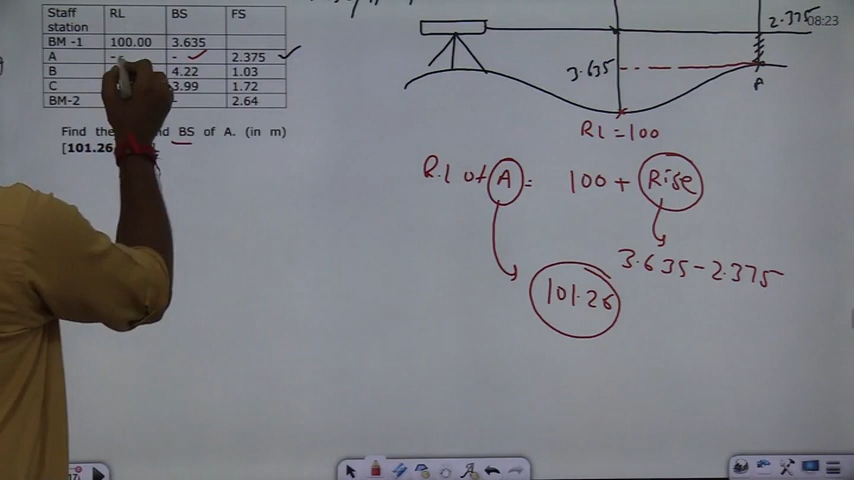 Staff station RL BS FS
BM -1 100.00 3.635
A - - 2.375
B 4.22 1.03
C 3.99 1.72
BM-2 - 2.64
Find the BS of A. (in m)
[101.26
2.375
08:23
3.635
A
RL = 100
R.L of A = 100 + Rise
3.635 - 2.375
101.26